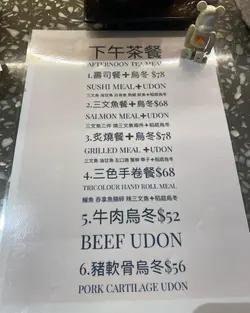 下午茶餐
AFTERNOON TEA MEAL
1.壽司餐+烏冬 $78
SUSHI MEAL+UDON
2.三文魚餐+烏冬$68
SALMON MEAL+UDON
3.炙燒餐+烏冬$78
GRILLED MEAL +UDON
4.三色手卷餐$68
TRICOLOUR HAND ROLL MEAL
5.牛肉烏冬$52
BEEF UDON
6.豬軟骨烏冬$56
PORK CARTILAGE UDON